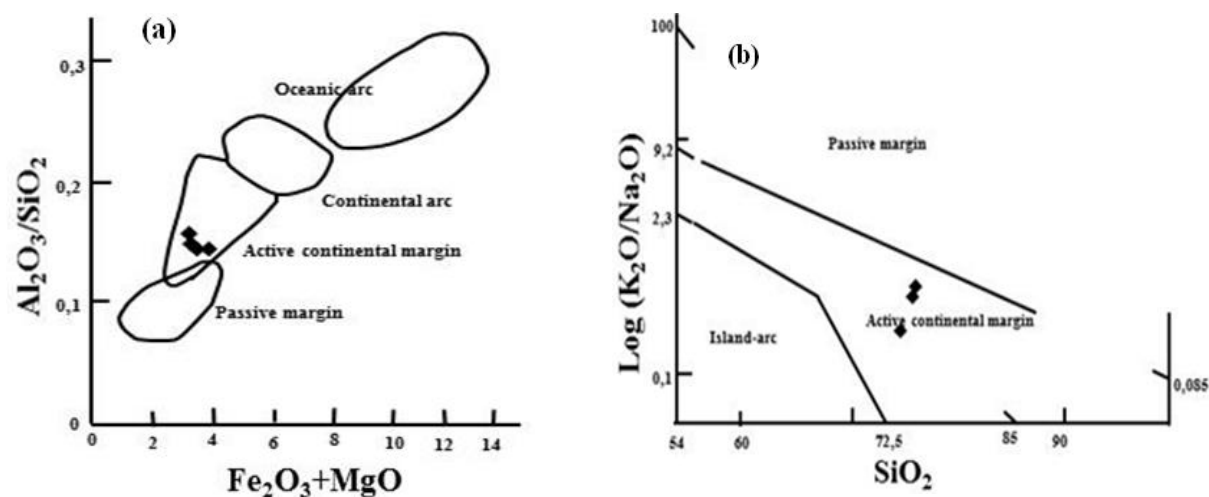 (a)
0,3
0,2
0,1
0
Al₂O₃/SiO₂
Oceanic arc
Continental arc
Active continental margin
Passive margin
0 2 4 6 8 10 12 14
Fe₂O₃+MgO
(b)
100
9,2
2,3
0,1
Log (K₂O/Na₂O)
Passive margin
Active continental margin
Island-arc
0,085
54 60 72,5 85 90
SiO₂